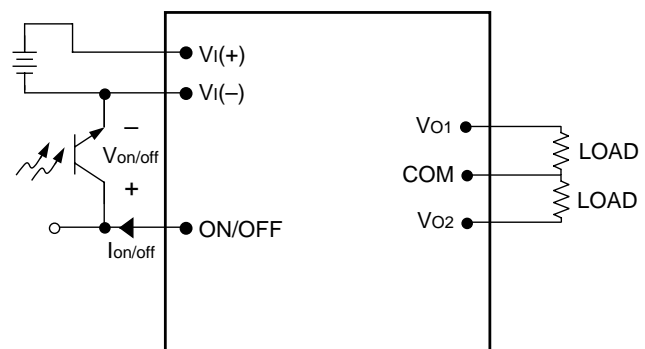 VI(+)
VI(–)
–
Von/off
+
ON/OFF
Ion/off
VO1
LOAD
COM
LOAD
VO2